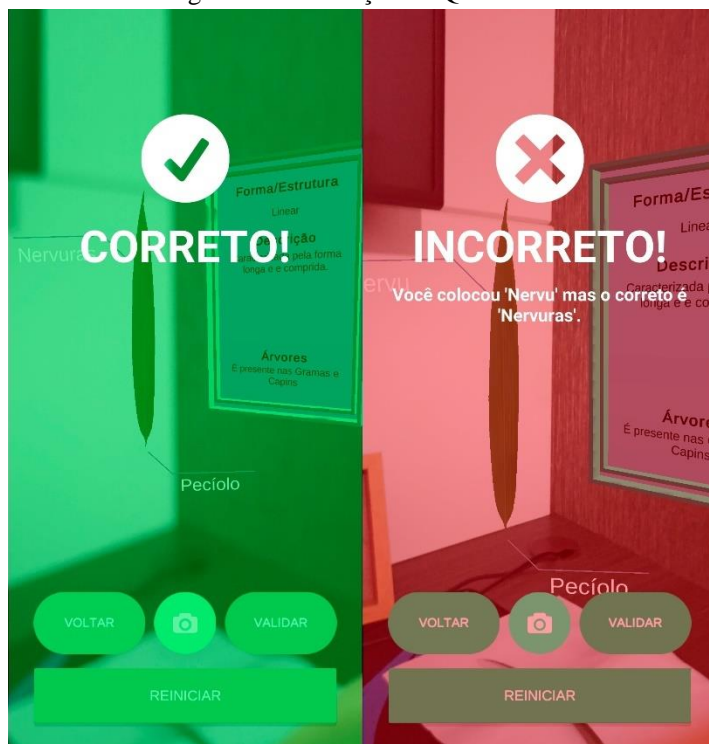 Forma/Estrutura
Linear
CORRETO!
Nervuras
Descrição
pela forma
longa e e comprida.
Árvores
É presente nas Gramas e
Capins
Pecíolo
VOLTAR
VALIDAR
REINICIAR
Forma/Es
Linea
INCORRETO!
Descri
Caracterizada p
Nervu
Você colocou 'Nervu' mas o correto é
'Nervuras'.
longa e e co
Árvore
É presente nas
Capins
Pecíolo
VOLTAR
VALIDAR
REINICIAR